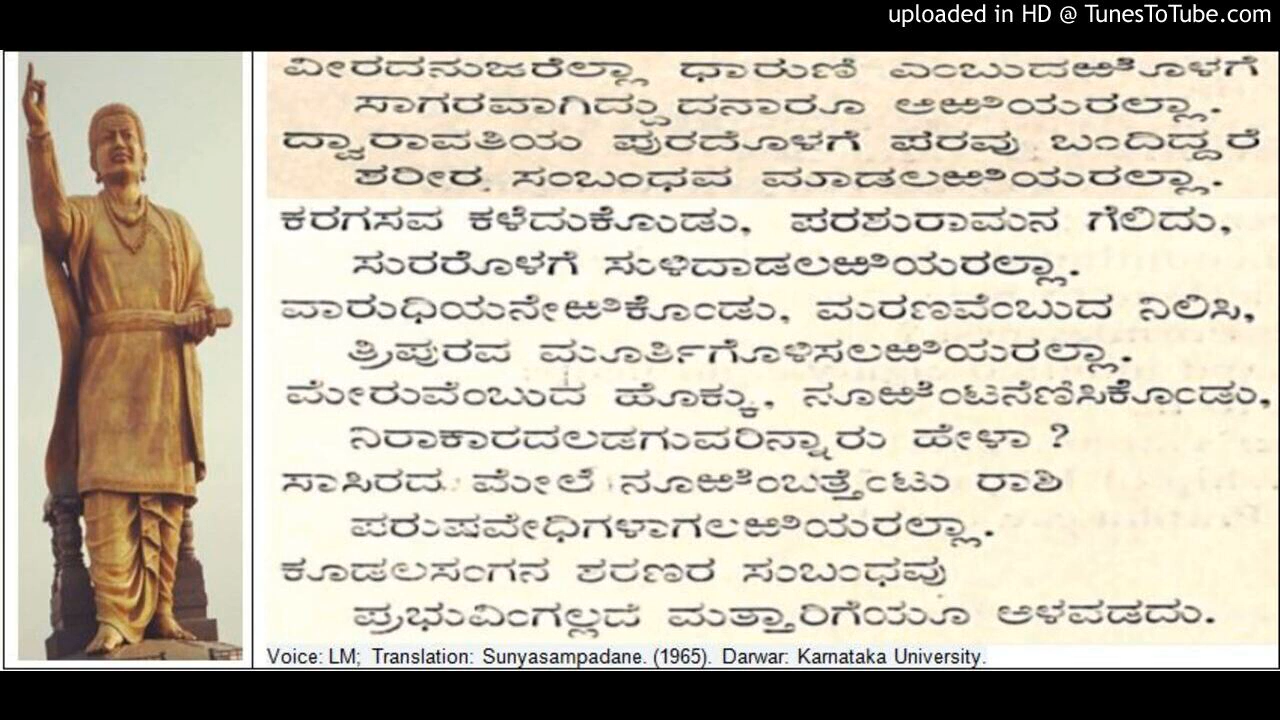 uploaded in HD @ TunesToTube.com
ವೀರದನುಜರೆಲ್ಲಾ ಧಾರುಣಿ ಎಂಬುದಱೊಳಗೆ
ಸಾಗರವಾಗಿದ್ದುದನಾರೂ ಅಱಿಯರಲ್ಲಾ.
ದ್ವಾರಾವತಿಯ ಪುರದೊಳಗೆ ಪರವು ಬಂದಿದ್ದರೆ
ಶರೀರ ಸಂಬಂಧವ ಮಾಡಲಱಿಯರಲ್ಲಾ.
ಕರಗಸವ ಕಳೆದುಕೊಂಡು, ಪರಶುರಾಮನ ಗೆಲಿದು,
ಸುರರೊಳಗೆ ಸುಳಿದಾಡಲಱಿಯರಲ್ಲಾ.
ವಾರುಧಿಯನೇಱಿಕೊಂಡು, ಮರಣವೆಂಬುದ ನಿಲಿಸಿ,
ತ್ರಿಪುರವ ಮೂರ್ತಿಗೊಳಿಸಲಱಿಯರಲ್ಲಾ.
ಮೇರುವೆಂಬುದ ಹೊಕ್ಕು, ನೂಱೆಂಟನೆಣಿಸಿಕೊಂಡು,
ನಿರಾಕಾರದಲಡಗುವರಿನ್ನಾರು ಹೇಳಾ ?
ಸಾಸಿರದ ಮೇಲೆ ನೂಱೆಂಬತ್ತೆಂಟು ರಾಶಿ
ಪರುಷವೇಧಿಗಳಾಗಲಱಿಯರಲ್ಲಾ.
ಕೂಡಲಸಂಗನ ಶರಣರ ಸಂಬಂಧವು
ಪ್ರಭುವಿಂಗಲ್ಲದೆ ಮತ್ತಾರಿಗೆಯೂ ಅಳವಡದು.
Voice: LM; Translation: Sunyasampadane. (1965). Darwar: Karnataka University.